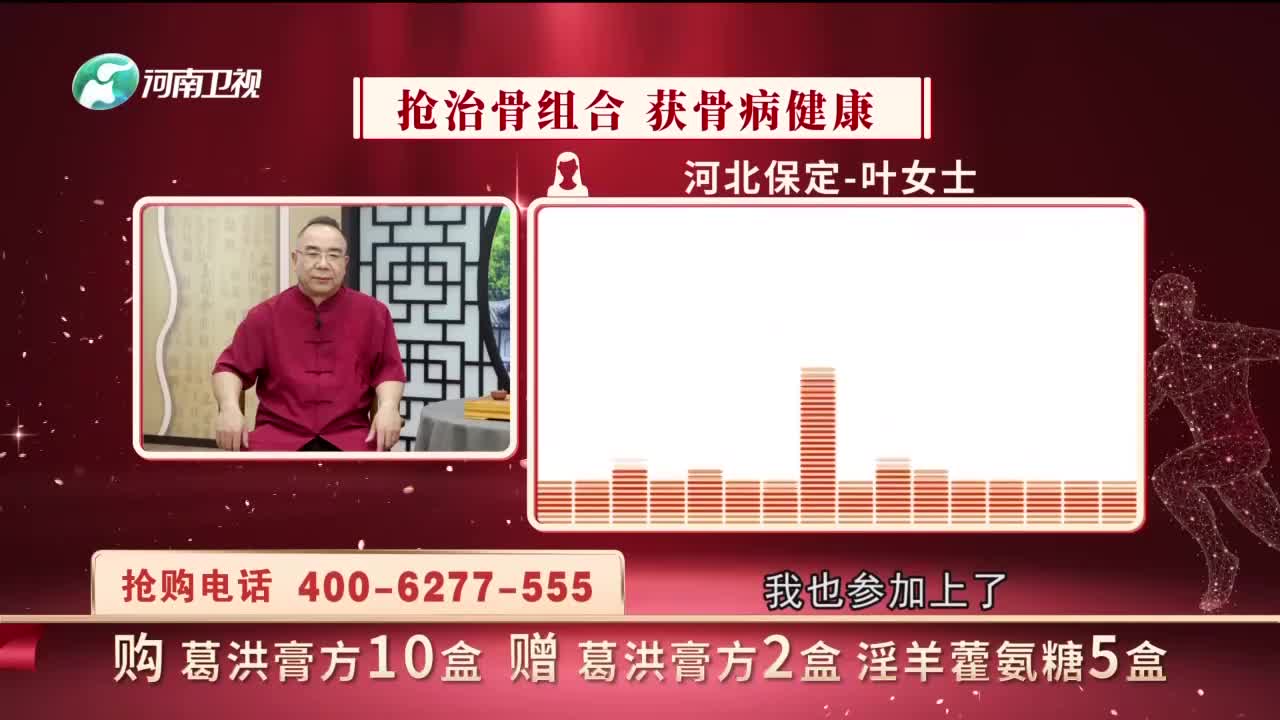 河南卫视
抢治骨组合 获骨病健康
河北保定-叶女士
抢购电话 400-6277-555
我也参加上了
购 葛洪膏方10盒 赠 葛洪膏方2盒 淫羊藿氨糖5盒